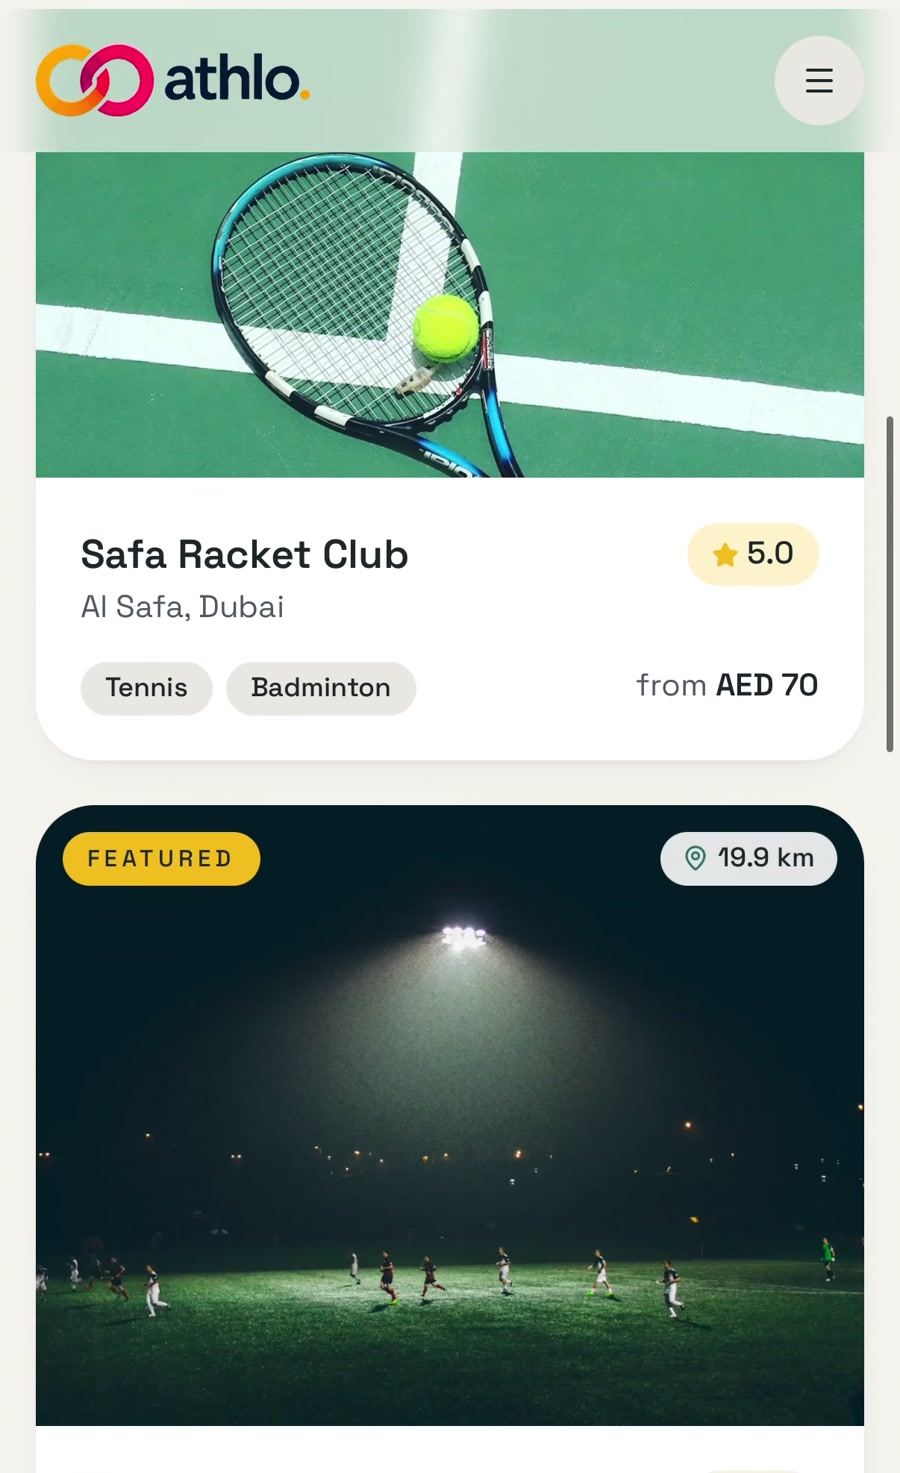 athlo.
Safa Racket Club
5.0
Al Safa, Dubai
Tennis
Badminton
from AED 70
FEATURED
19.9 km